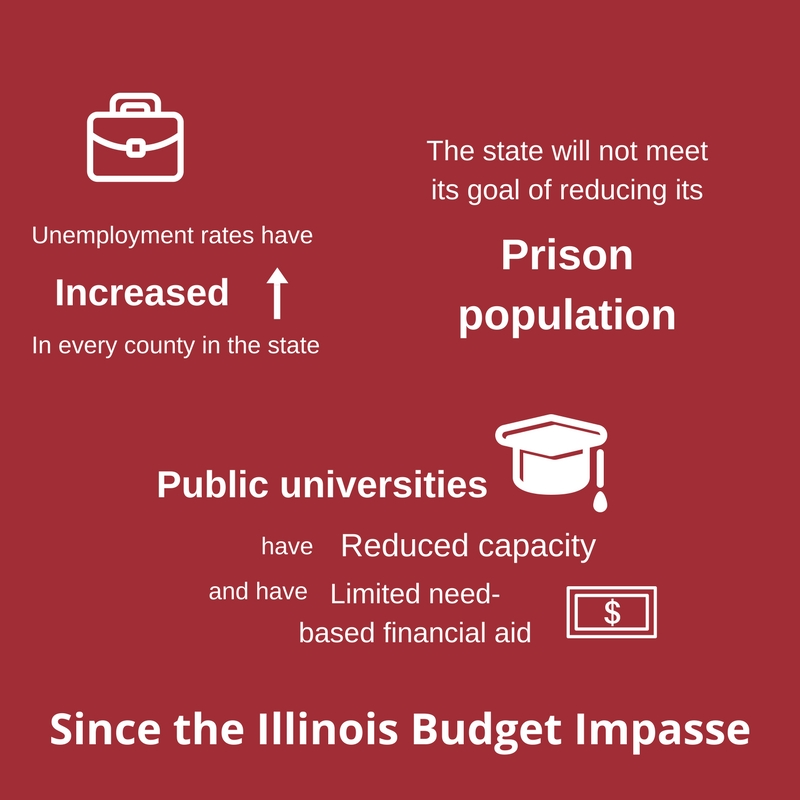 Unemployment rates have
Increased
In every county in the state
The state will not meet
its goal of reducing its
Prison
population
Public universities
have Reduced capacity
and have Limited need-
based financial aid
$
Since the Illinois Budget Impasse